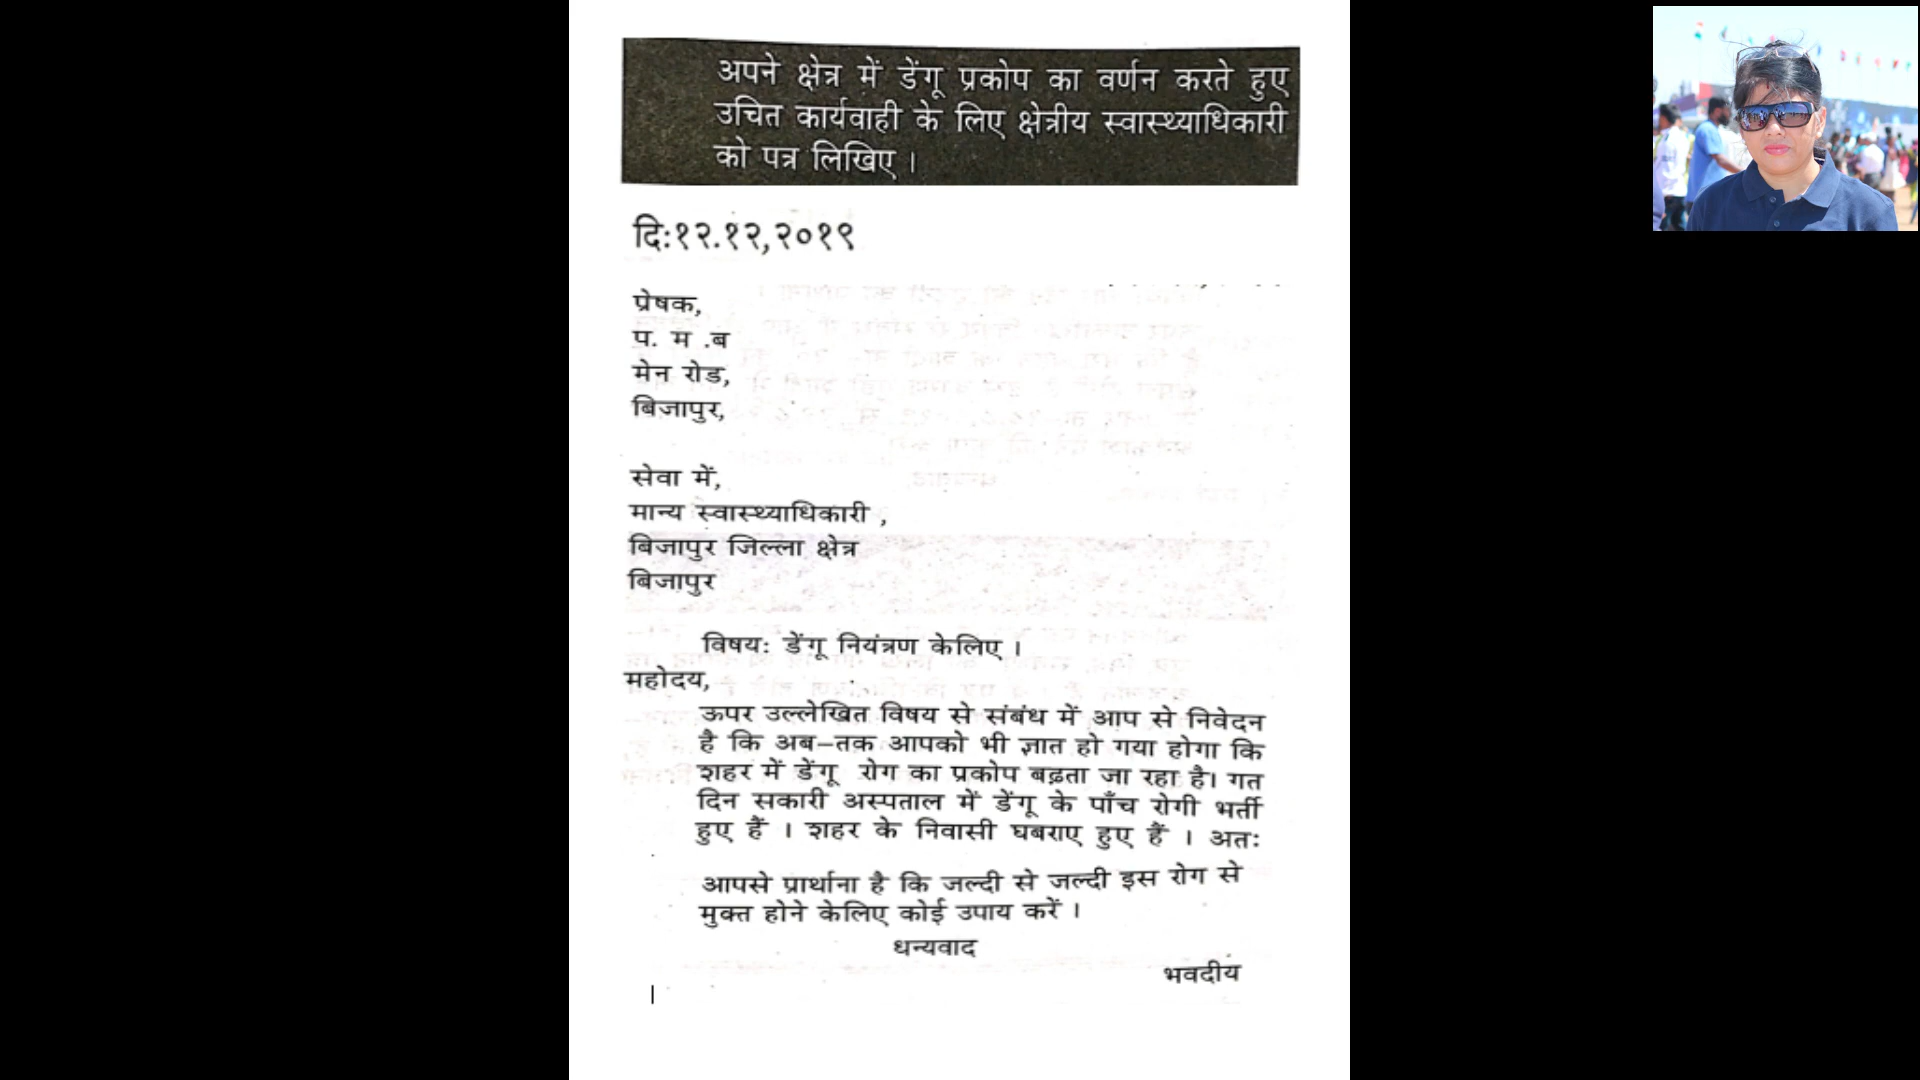 अपने क्षेत्र में डेंगू प्रकोप का वर्णन करते हुए
उचित कार्यवाही के लिए क्षेत्रीय स्वास्थ्याधिकारी
को पत्र लिखिए ।
दि:१२.१२,२०१९
प्रेषक,
प. म .ब
मेन रोड,
बिजापुर,
सेवा में,
मान्य स्वास्थ्याधिकारी ,
बिजापुर जिल्ला क्षेत्र
बिजापुर
विषय: डेंगू नियंत्रण केलिए ।
महोदय,
ऊपर उल्लेखित विषय से संबंध में आप से निवेदन
है कि अब–तक आपको भी ज्ञात हो गया होगा कि
शहर में डेंगू रोग का प्रकोप बढ़ता जा रहा है। गत
दिन सकारी अस्पताल में डेंगू के पाँच रोगी भर्ती
हुए हैं । शहर के निवासी घबराए हुए हैं । अतः
आपसे प्रार्थाना है कि जल्दी से जल्दी इस रोग से
मुक्त होने केलिए कोई उपाय करें ।
धन्यवाद
भवदीय